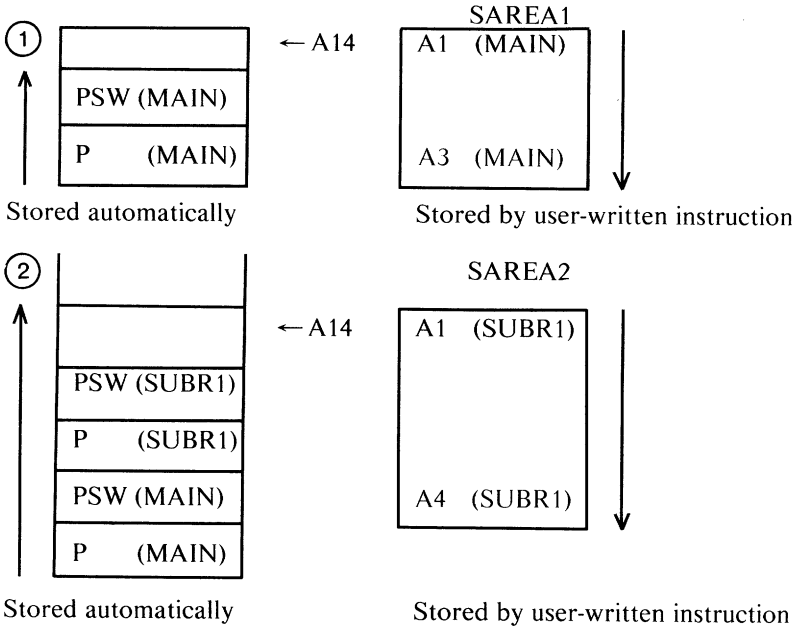 SAREA1
1
← A14
A1 (MAIN)
PSW (MAIN)
P (MAIN)
A3 (MAIN)
Stored automatically
Stored by user-written instruction
2
SAREA2
← A14
A1 (SUBR1)
PSW (SUBR1)
P (SUBR1)
PSW (MAIN)
A4 (SUBR1)
P (MAIN)
Stored automatically
Stored by user-written instruction